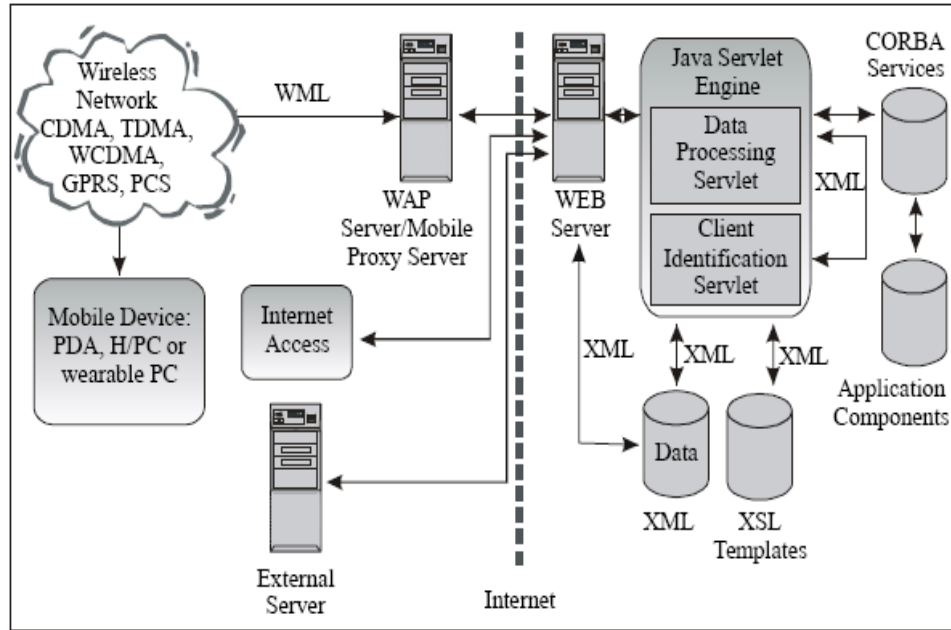 Wireless
Network
CDMA, TDMA,
WCDMA,
GPRS, PCS
WML
WAP
Server/Mobile
Proxy Server
WEB
Server
Java Servlet
Engine
Data
Processing
Servlet
Client
Identification
Servlet
CORBA
Services
XML
Application
Components
Mobile Device:
PDA, H/PC or
wearable PC
Internet
Access
XML
XML
XML
Data
XML
XSL
Templates
External
Server
Internet